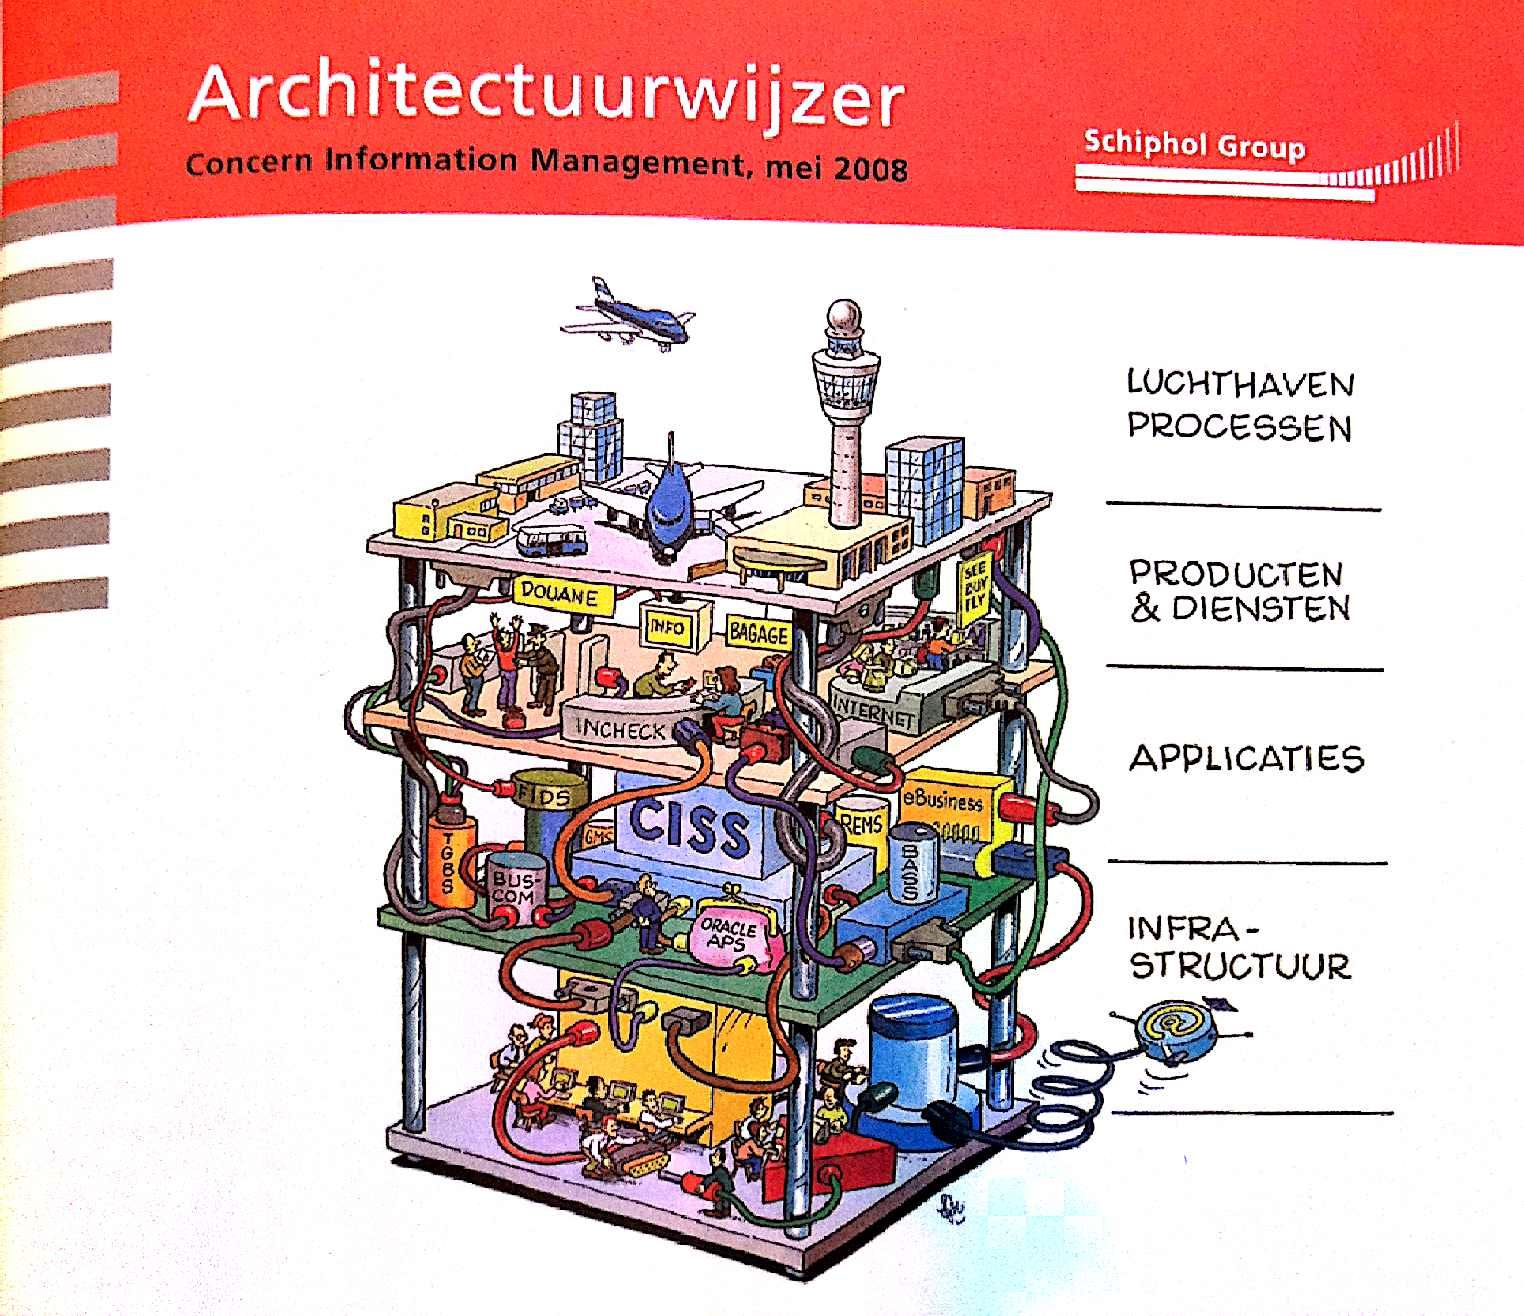 Architectuurwijzer
Concern Information Management, mei 2008
Schiphol Group
LUCHTHAVEN
PROCESSEN
PRODUCTEN
& DIENSTEN
APPLICATIES
INFRA-
STRUCTUUR
DOUANE
INFO
BAGAGE
SEE
BUY
FLY
INCHECK
INTERNET
FIDS
TGBS
BUS-
COM
GMS
CISS
REMS
eBusiness
BASIS
ORACLE
APS